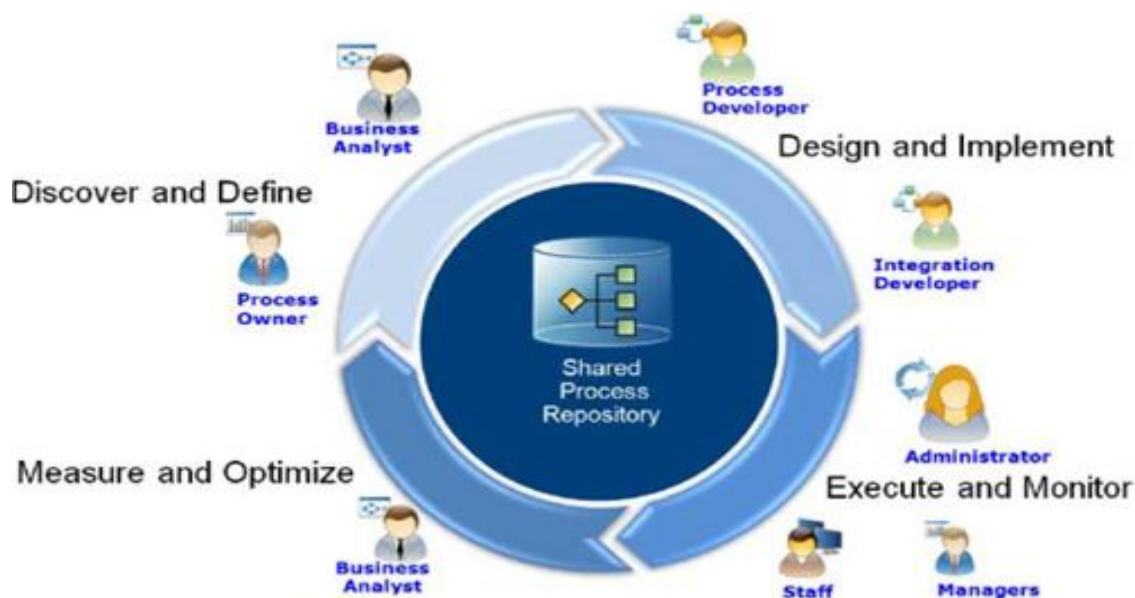 Business
Analyst
Process
Developer
Design and Implement
Discover and Define
Process
Owner
Integration
Developer
Shared
Process
Repository
Administrator
Measure and Optimize
Execute and Monitor
Business
Analyst
Staff
Managers